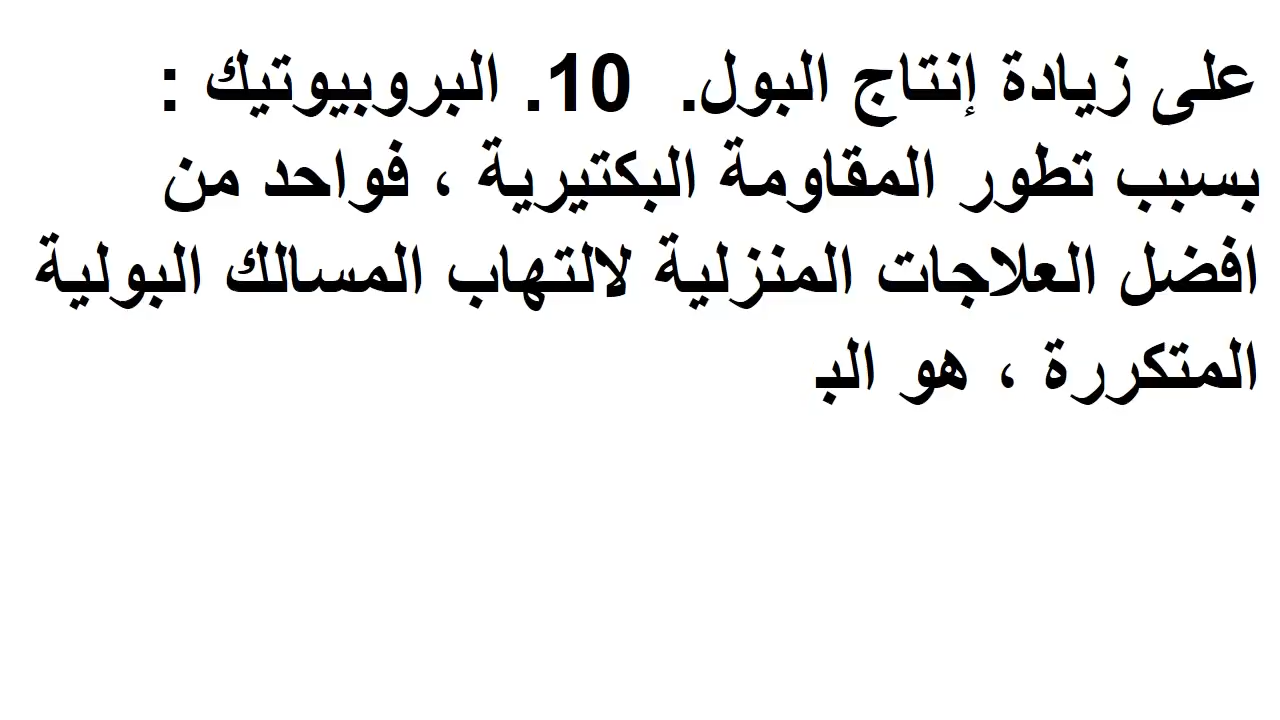 على زيادة إنتاج البول. 10. البروبيوتيك :
بسبب تطور المقاومة البكتيرية ، فواحد من
افضل العلاجات المنزلية لالتهاب المسالك البولية
المتكررة ، هو البـ